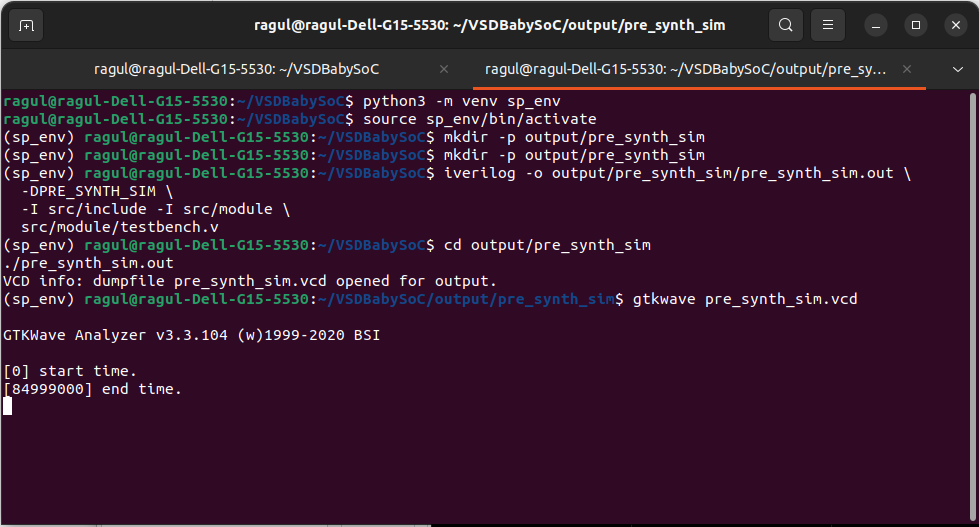 ragul@ragul-Dell-G15-5530: ~/VSDBabySoC/output/pre_synth_sim
ragul@ragul-Dell-G15-5530: ~/VSDBabySoC
ragul@ragul-Dell-G15-5530: ~/VSDBabySoC/output/pre_sy...
ragul@ragul-Dell-G15-5530:~/VSDBabySoC$ python3 -m venv sp_env
ragul@ragul-Dell-G15-5530:~/VSDBabySoC$ source sp_env/bin/activate
(sp_env) ragul@ragul-Dell-G15-5530:~/VSDBabySoC$ mkdir -p output/pre_synth_sim
(sp_env) ragul@ragul-Dell-G15-5530:~/VSDBabySoC$ mkdir -p output/pre_synth_sim
(sp_env) ragul@ragul-Dell-G15-5530:~/VSDBabySoC$ iverilog -o output/pre_synth_sim/pre_synth_sim.out \
  -DPRE_SYNTH_SIM \
  -I src/include -I src/module \
  src/module/testbench.v
(sp_env) ragul@ragul-Dell-G15-5530:~/VSDBabySoC$ cd output/pre_synth_sim
./pre_synth_sim.out
VCD info: dumpfile pre_synth_sim.vcd opened for output.
(sp_env) ragul@ragul-Dell-G15-5530:~/VSDBabySoC/output/pre_synth_sim$ gtkwave pre_synth_sim.vcd
GTKWave Analyzer v3.3.104 (w)1999-2020 BSI
[0] start time.
[84999000] end time.